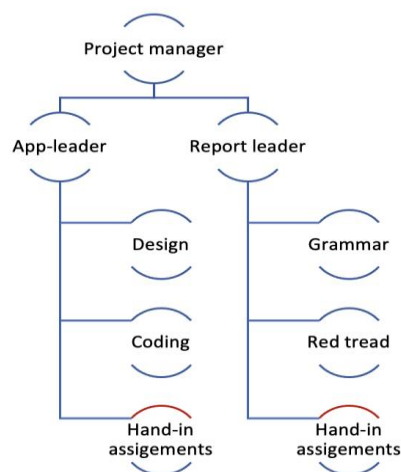 Project manager
App-leader
Report leader
Design
Grammar
Coding
Red tread
Hand-in
assigements
Hand-in
assigements